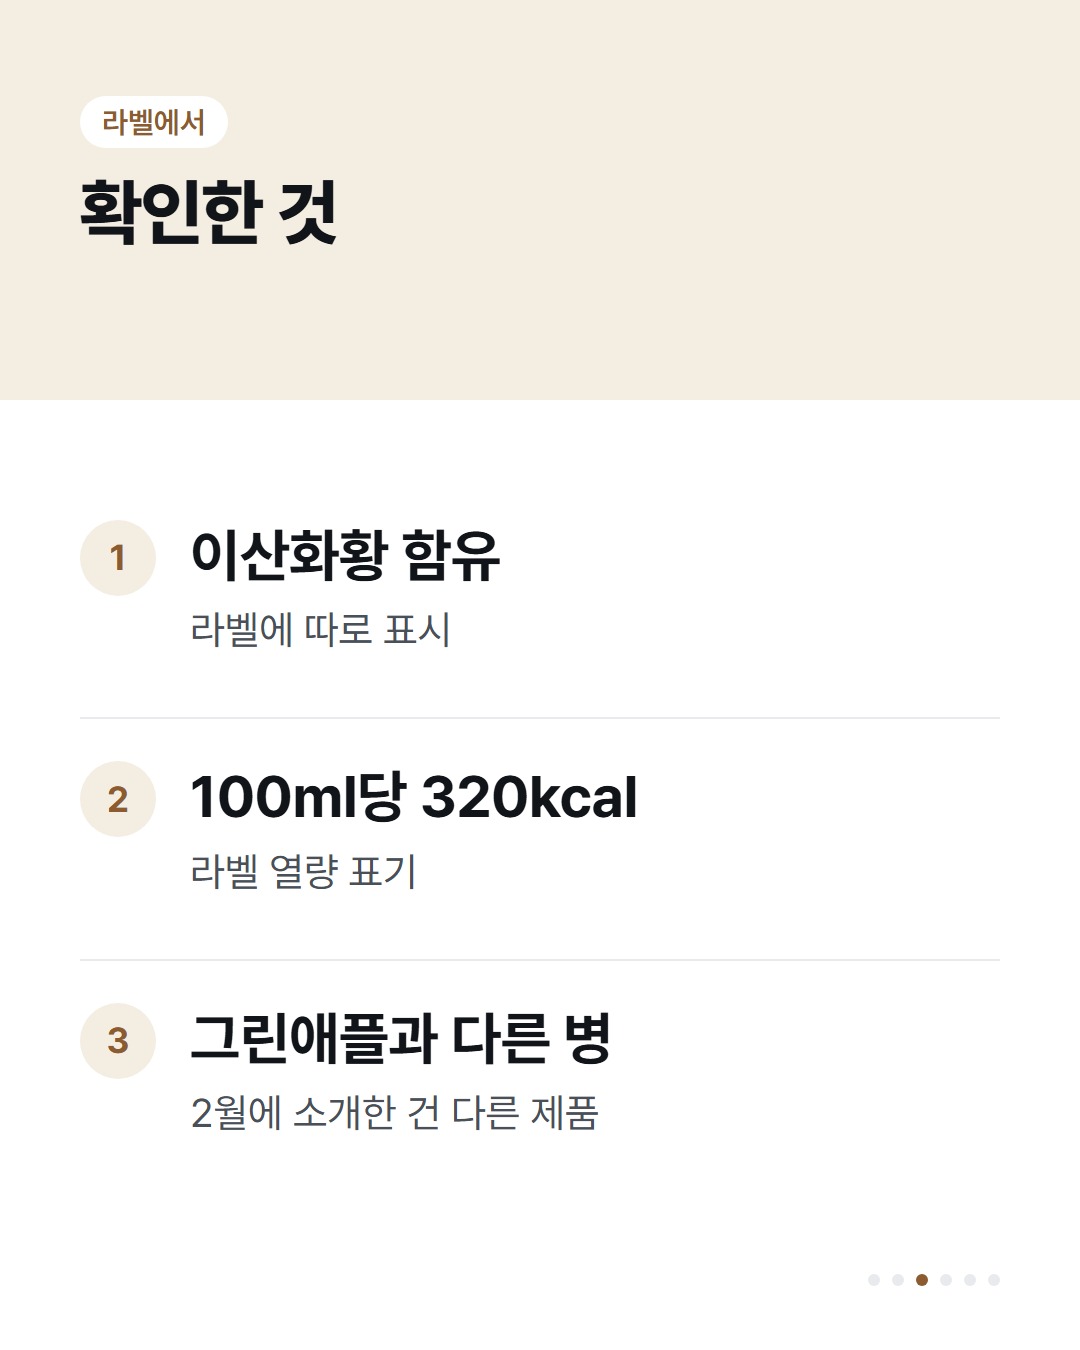 라벨에서
확인한 것
1
이산화황 함유
라벨에 따로 표시
2
100ml당 320kcal
라벨 열량 표기
3
그린애플과 다른 병
2월에 소개한 건 다른 제품